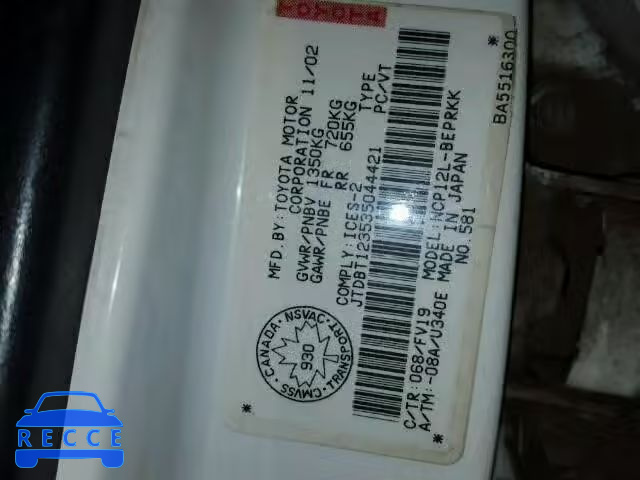 TOYOTA
MFD.BY:TOYOTA MOTOR
CORPORATION 11/02
GVWR/PNBV 1350KG
GAWR/PNBE FR 720KG
RR 655KG
COMPLY:ICES-2 TYPE
JTDBT123535044421 PC/VT
CANADA · NSVAC · TRANSPORT · CMVSS ·
930
C/TR:068/FV19 MODEL:NCP12L-BEPRKK
A/TM:-08A/U340E MADE IN JAPAN
NO.581
*
*
BA5516300
RECCE